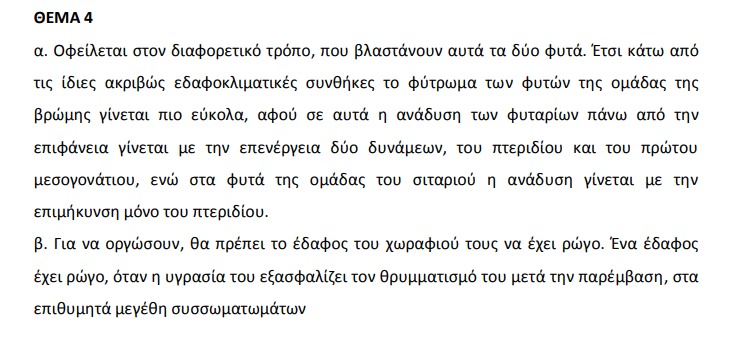 ΘΕΜΑ 4
α. Οφείλεται στον διαφορετικό τρόπο, που βλαστάνουν αυτά τα δύο φυτά. Έτσι κάτω από
τις ίδιες ακριβώς εδαφοκλιματικές συνθήκες το φύτρωμα των φυτών της ομάδας της
βρώμης γίνεται πιο εύκολα, αφού σε αυτά η ανάδυση των φυταρίων πάνω από την
επιφάνεια γίνεται με την επενέργεια δύο δυνάμεων, του πτεριδίου και του πρώτου
μεσογονάτιου, ενώ στα φυτά της ομάδας του σιταριού η ανάδυση γίνεται με την
επιμήκυνση μόνο του πτεριδίου.
β. Για να οργώσουν, θα πρέπει το έδαφος του χωραφιού τους να έχει ρώγο. Ένα έδαφος
έχει ρώγο, όταν η υγρασία του εξασφαλίζει τον θρυμματισμό του μετά την παρέμβαση, στα
επιθυμητά μεγέθη συσσωματωμάτων